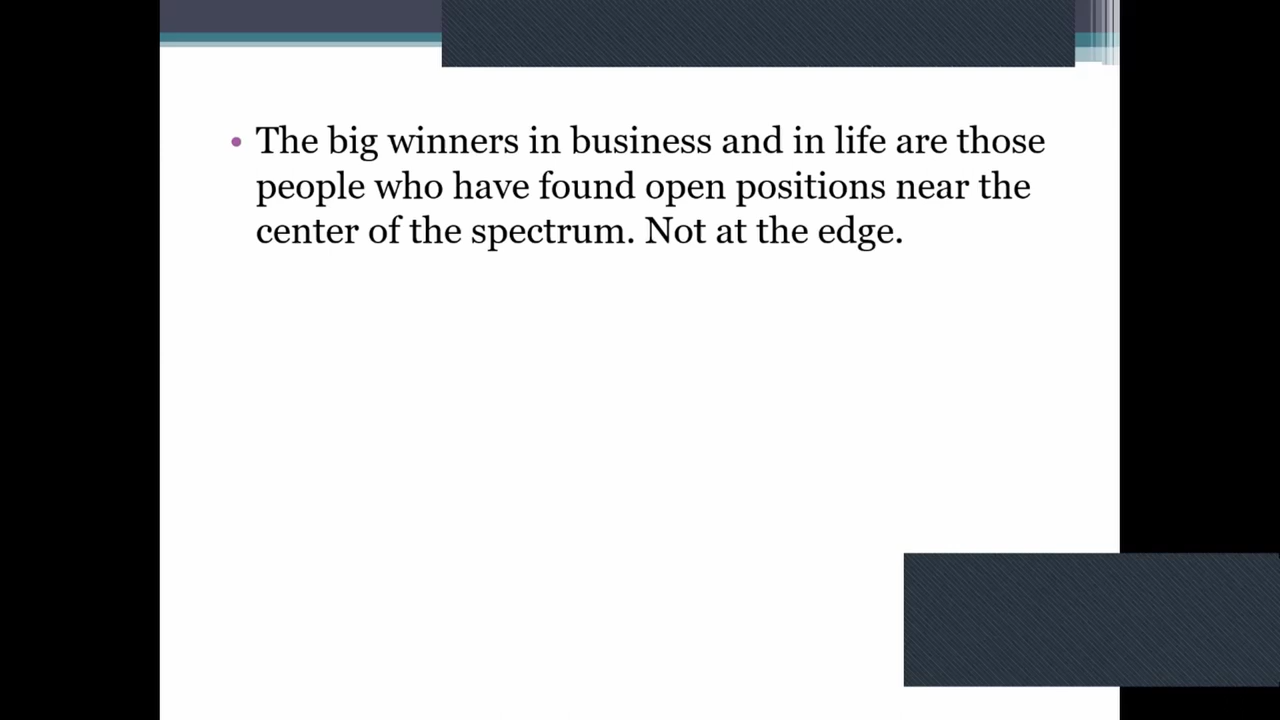 • The big winners in business and in life are those
people who have found open positions near the
center of the spectrum. Not at the edge.